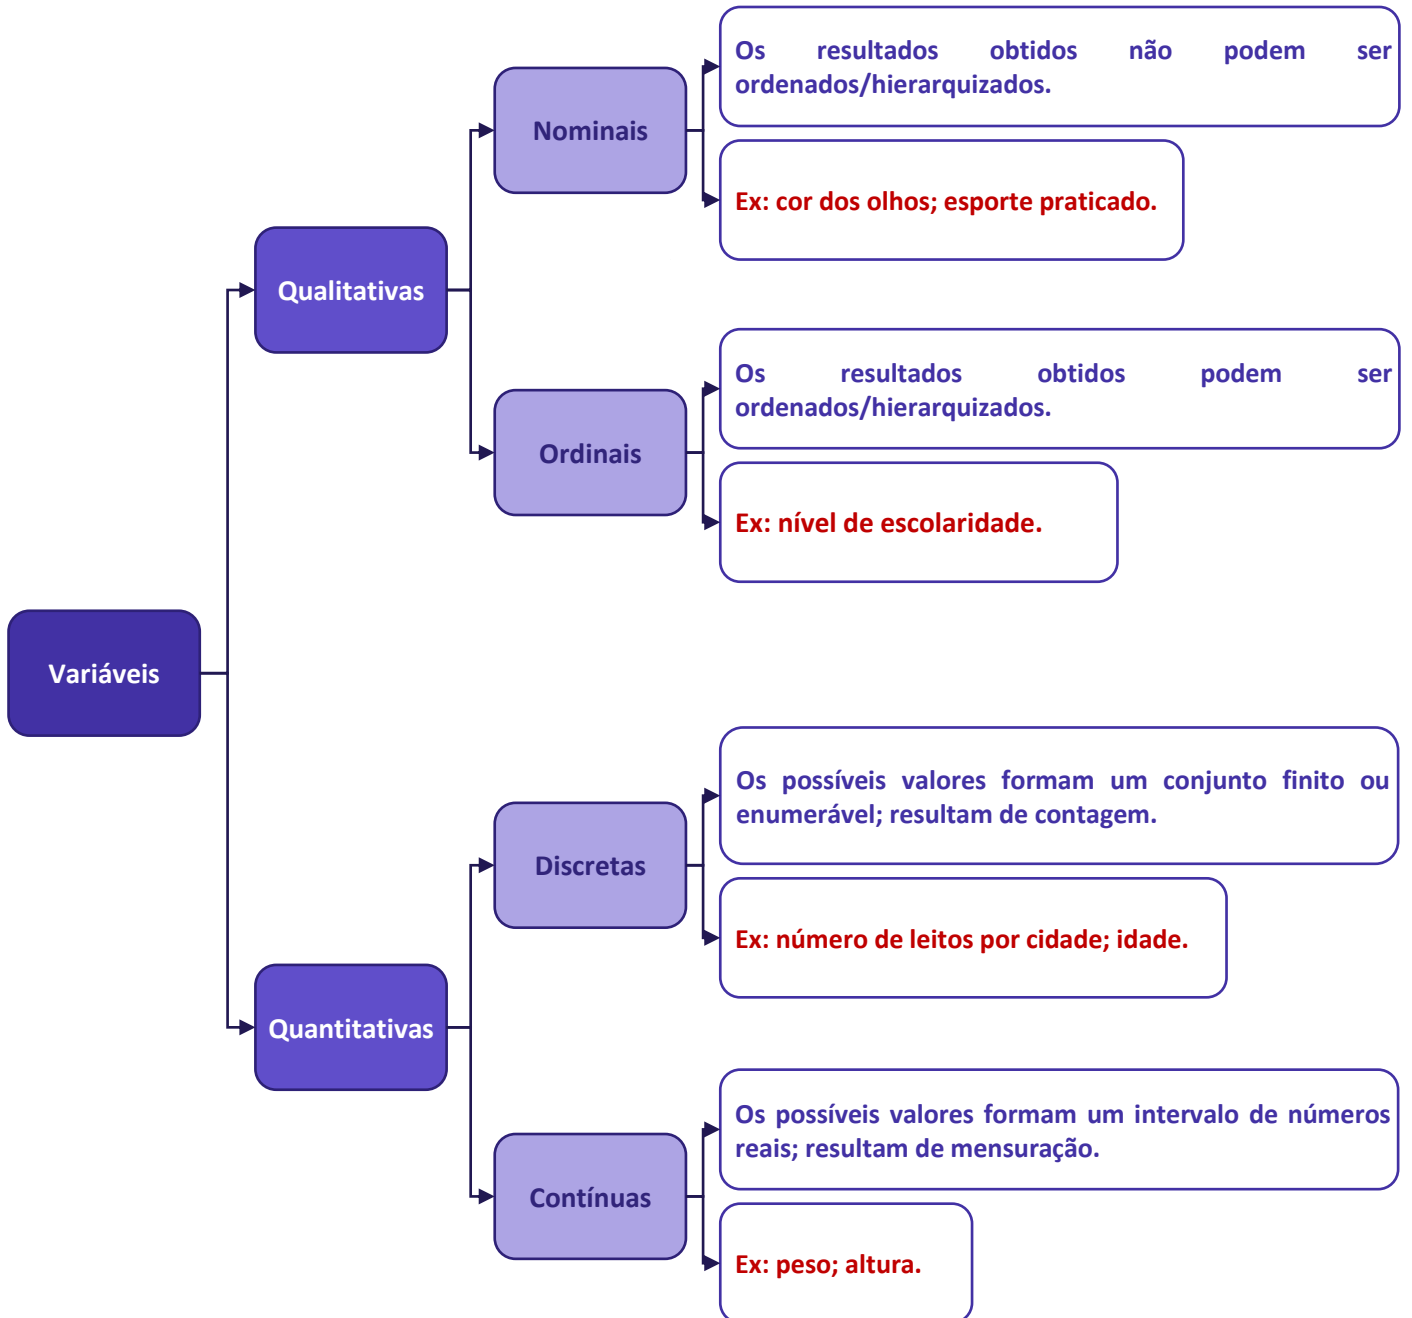 Variáveis
Qualitativas
Nominais
Os resultados obtidos não podem ser
ordenados/hierarquizados.
Ex: cor dos olhos; esporte praticado.
Ordinais
Os resultados obtidos podem ser
ordenados/hierarquizados.
Ex: nível de escolaridade.
Quantitativas
Discretas
Os possíveis valores formam um conjunto finito ou
enumerável; resultam de contagem.
Ex: número de leitos por cidade; idade.
Contínuas
Os possíveis valores formam um intervalo de números
reais; resultam de mensuração.
Ex: peso; altura.